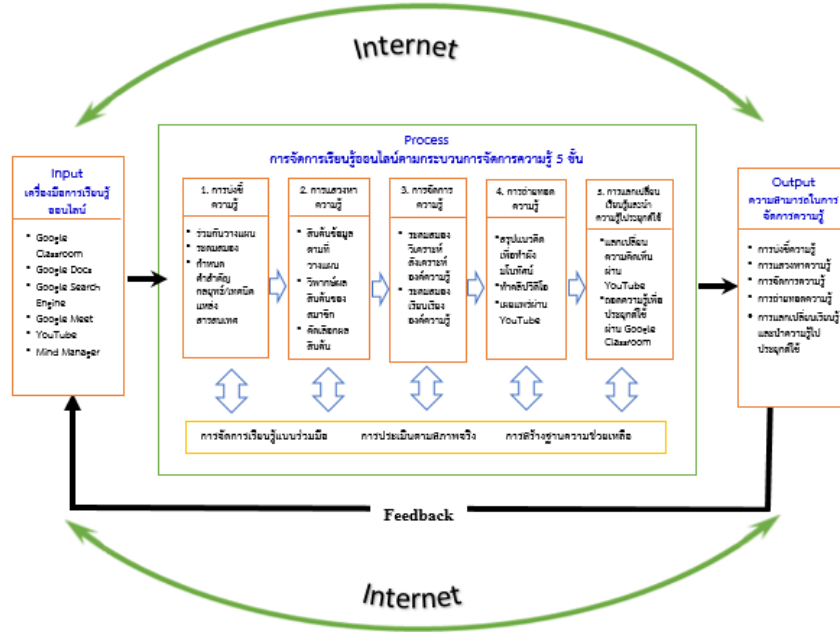 Internet
Process
การจัดการเรียนรู้ออนไลน์ตามกระบวนการจัดการความรู้ 5 ขั้น
Input
เครื่องมือการเรียนรู้
ออนไลน์
• Google
Classroom
• Google Docs
• Google Search
Engine
• Google Meet
• YouTube
• Mind Manager
1. การบ่งชี้
ความรู้
• ร่วมกันวางแผน
• ระดมสมอง
• กำหนด
คำสำคัญ
กลยุทธ์/เทคนิค
แหล่ง
สารสนเทศ
2. การแสวงหา
ความรู้
• สืบค้นข้อมูล
ตามที่
วางแผน
• วิพากษ์ผล
สืบค้นของ
สมาชิก
• คัดเลือกผล
สืบค้น
3. การจัดการ
ความรู้
• ระดมสมอง
วิเคราะห์
สังเคราะห์
องค์ความรู้
• ระดมสมอง
เรียบเรียง
องค์ความรู้
4. การถ่ายทอด
ความรู้
•สรุปแนวคิด
เพื่อทำผัง
มโนทัศน์
•ทำคลิปวิดีโอ
•เผยแพร่ผ่าน
YouTube
5. การแลกเปลี่ยน
เรียนรู้และนำ
ความรู้ไปประยุกต์ใช้
•แลกเปลี่ยน
ความคิดเห็น
ผ่าน
YouTube
•ถอดความรู้เพื่อ
ประยุกต์ใช้
ผ่าน Google
Classroom
Output
ความสามารถในการ
จัดการความรู้
• การบ่งชี้ความรู้
• การแสวงหาความรู้
• การจัดการความรู้
• การถ่ายทอดความรู้
• การแลกเปลี่ยนเรียนรู้
และนำความรู้ไป
ประยุกต์ใช้
การจัดการเรียนรู้แบบร่วมมือ การประเมินตามสภาพจริง การสร้างฐานความช่วยเหลือ
Feedback
Internet